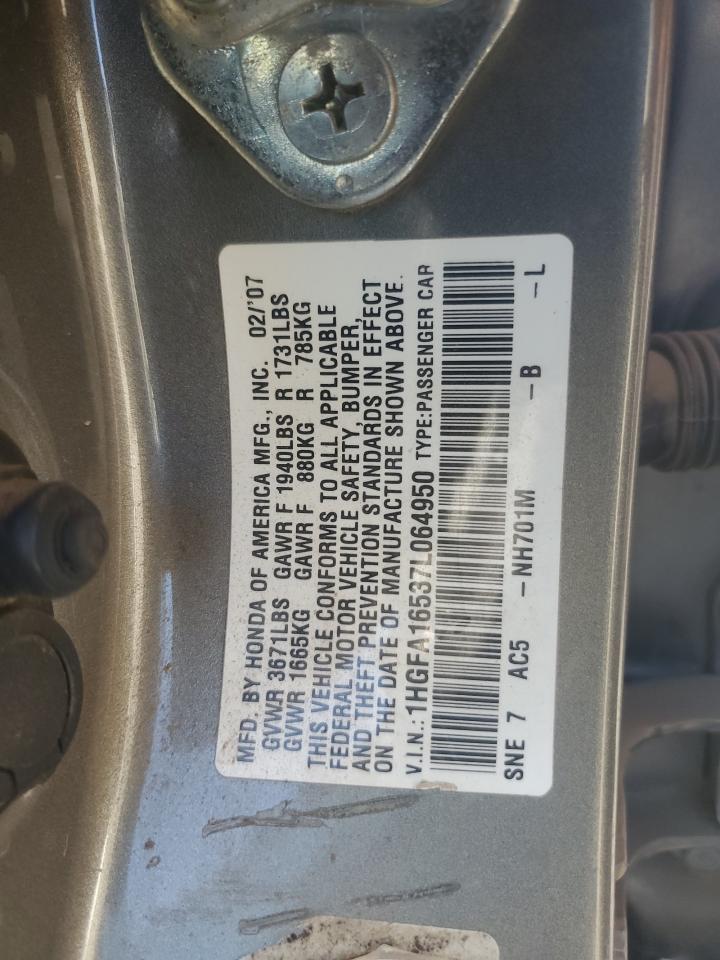 MFD. BY HONDA OF AMERICA MFG., INC. 02/'07
GVWR 3671LBS GAWR F 1940LBS R 1731LBS
GVWR 1665KG GAWR F 880KG R 785KG
THIS VEHICLE CONFORMS TO ALL APPLICABLE
FEDERAL MOTOR VEHICLE SAFETY, BUMPER,
AND THEFT PREVENTION STANDARDS IN EFFECT
ON THE DATE OF MANUFACTURE SHOWN ABOVE.
V.I.N.: 1HGFA16537L064950 TYPE:PASSENGER CAR
SNE 7 AC5 -NH701M -B -L